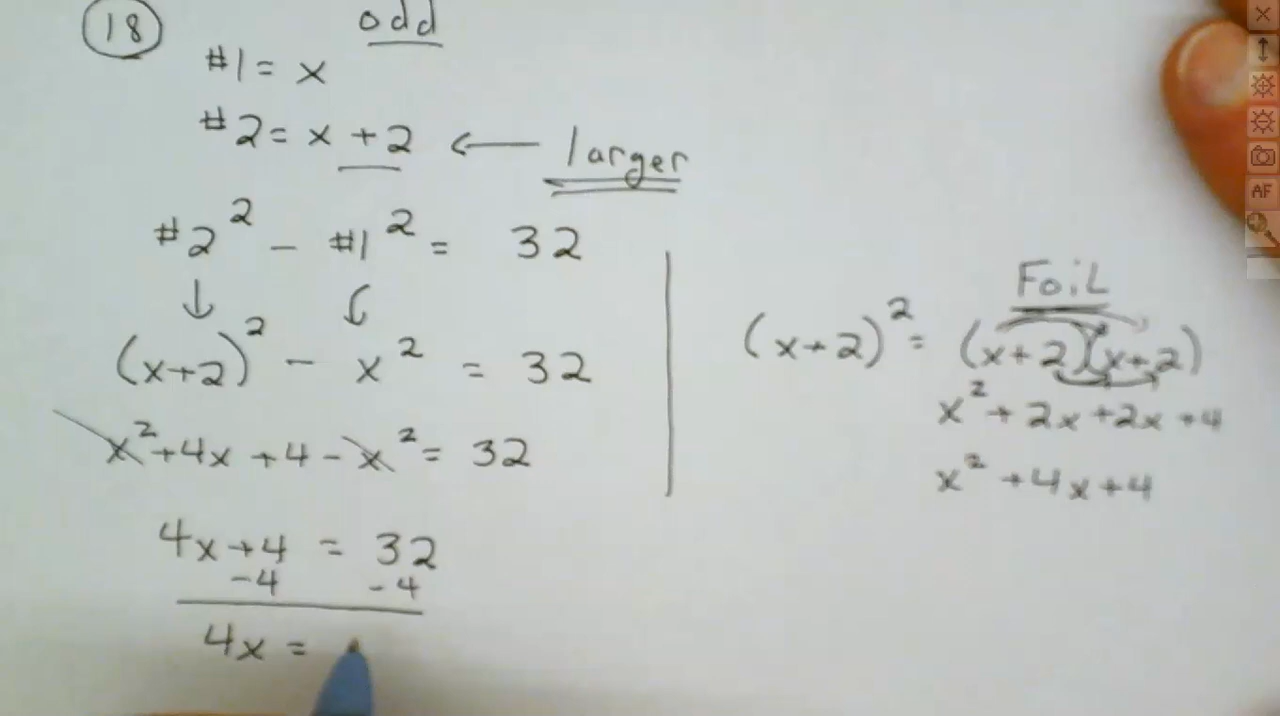 18 odd
#1 = x
#2 = x + 2 ← larger
#2² - #1² = 32
↓ ↓
(x+2)² - x² = 32
x² + 4x + 4 - x² = 32
4x + 4 = 32
-4 -4
4x =
FoiL
(x+2)² = (x+2)(x+2)
x² + 2x + 2x + 4
x² + 4x + 4
AF